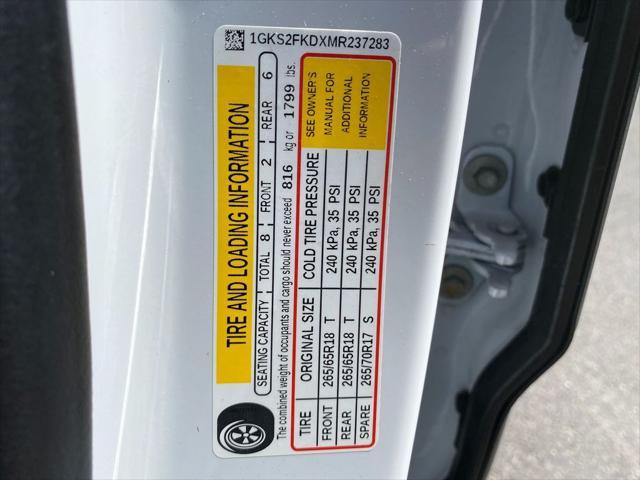 1GKS2FKDXMR237283
TIRE AND LOADING INFORMATION
SEATING CAPACITY TOTAL 8 FRONT 2 REAR 6
The combined weight of occupants and cargo should never exceed 816 kg or 1799 lbs.
TIRE ORIGINAL SIZE COLD TIRE PRESSURE
FRONT 265/65R18 T 240 kPa, 35 PSI
REAR 265/65R18 T 240 kPa, 35 PSI
SPARE 265/70R17 S 240 kPa, 35 PSI
SEE OWNER'S
MANUAL FOR
ADDITIONAL
INFORMATION